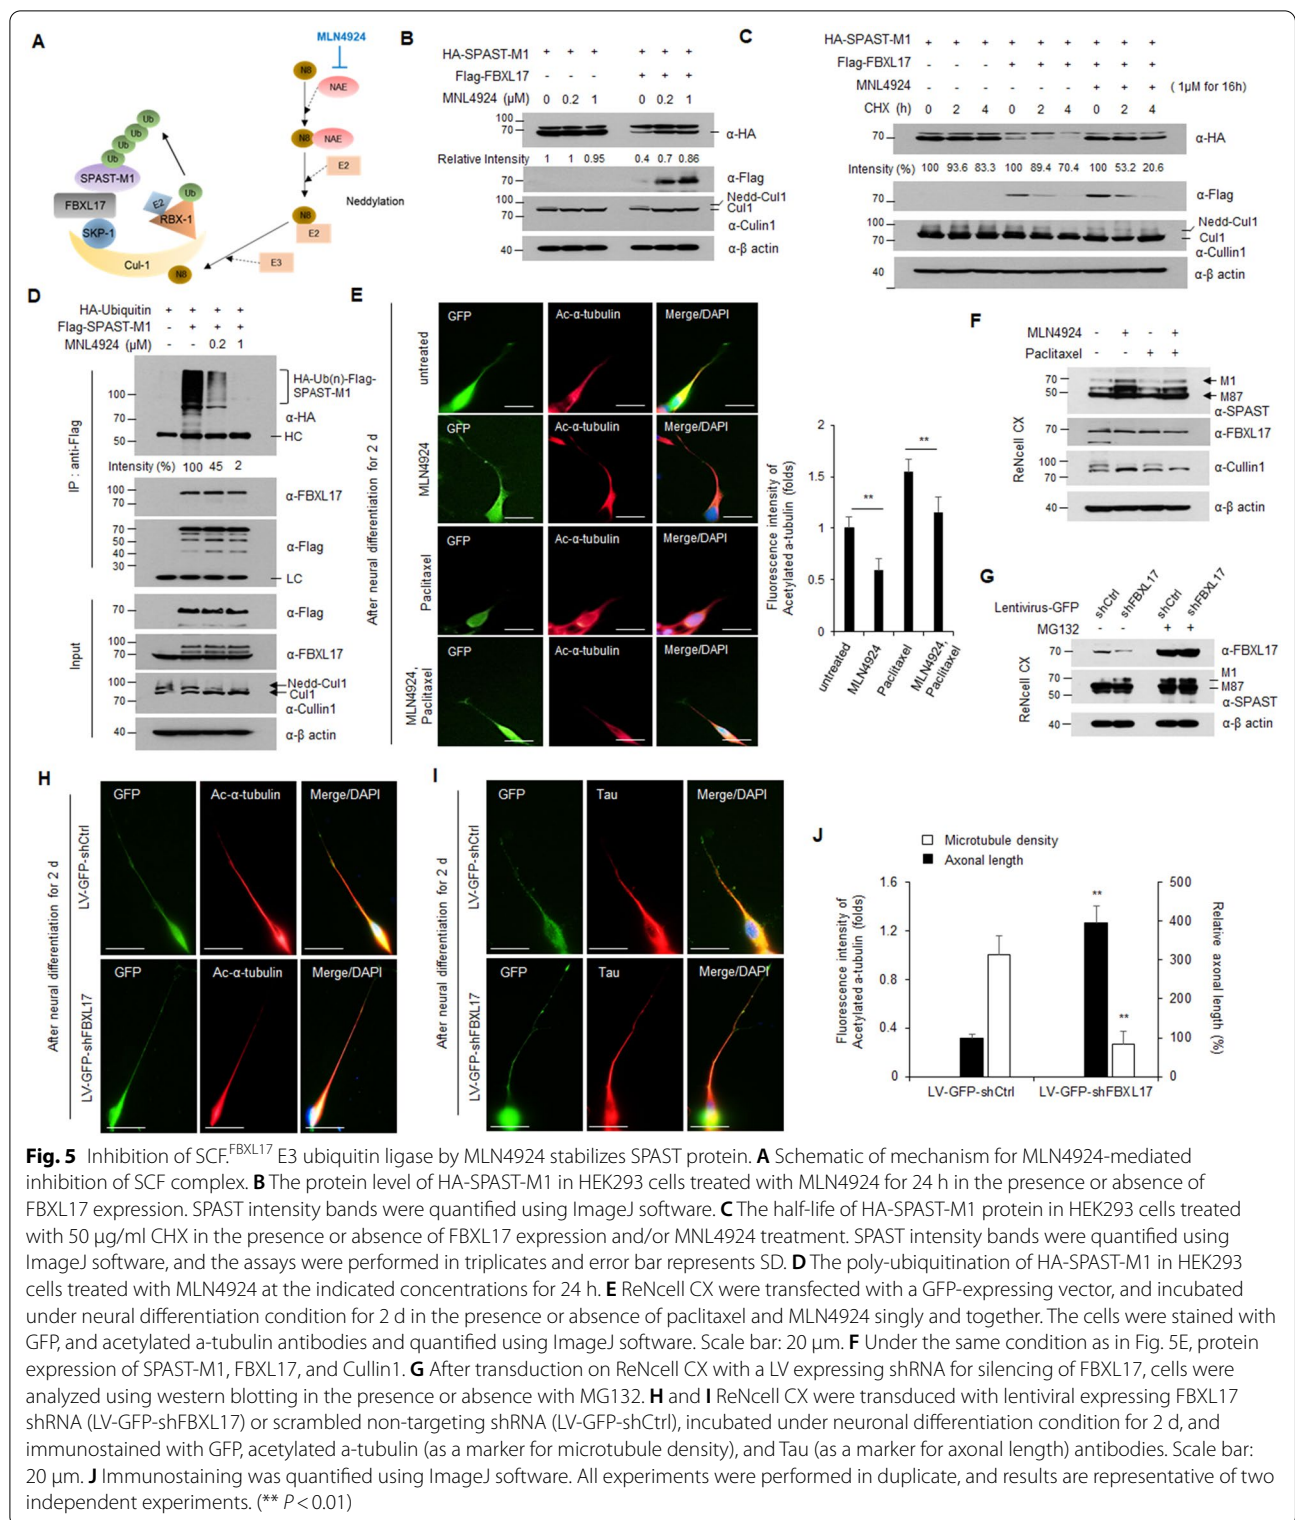 A
MLN4924
N8
NAE
N8
NAE
E2
Neddylation
N8
E2
E3
Ub
Ub
Ub
Ub
SPAST-M1
Ub
FBXL17
E2
RBX-1
SKP-1
Cul-1
N8
B
HA-SPAST-M1 + + + + + +
Flag-FBXL17 + + +
MNL4924 (µM) 0 0.2 1 0 0.2 1
100
70
α-HA
Relative Intensity 1 1 0.95 0.4 0.7 0.86
70
α-Flag
100
70
Nedd-Cul1
Cul1
α-Culin1
40
α-β actin
C
HA-SPAST-M1 + + + + + + + + +
Flag-FBXL17 - - - + + + + + +
MNL4924 - - - - - - + + + ( 1µM for 16h)
CHX (h) 0 2 4 0 2 4 0 2 4
70
α-HA
Intensity (%) 100 93.6 83.3 100 89.4 70.4 100 53.2 20.6
70
α-Flag
100
70
Nedd-Cul1
Cul1
α-Cullin1
40
α-β actin
D
HA-Ubiquitin + + + +
Flag-SPAST-M1 - + + +
MNL4924 (µM) - - 0.2 1
IP : anti-Flag
100
70
50
HA-Ub(n)-Flag-
SPAST-M1
α-HA
HC
Intensity (%) 100 45 2
100
70
α-FBXL17
70
50
40
30
α-Flag
LC
Input
70
α-Flag
100
70
α-FBXL17
100
70
Nedd-Cul1
Cul1
α-Cullin1
40
α-β actin
E
After neural differentiation for 2 d
untreated
GFP Ac-α-tubulin Merge/DAPI
MLN4924
GFP Ac-α-tubulin Merge/DAPI
Paclitaxel
GFP Ac-α-tubulin Merge/DAPI
MLN4924,
Paclitaxel
GFP Ac-α-tubulin Merge/DAPI
Fluorescence intensity of
Acetylated a-tubulin (folds)
2
1.5
1
0.5
0
**
**
untreated
MLN4924
Paclitaxel
MLN4924,
Paclitaxel
F
MLN4924 - + - +
Paclitaxel - - + +
ReNcell CX
70
50
M1
M87
α-SPAST
70
α-FBXL17
100
70
α-Cullin1
40
α-β actin
G
shCtrl shFBXL17 shCtrl shFBXL17
Lentivirus-GFP
MG132 - - + +
ReNcell CX
70
α-FBXL17
70
50
M1
M87
α-SPAST
40
α-β actin
H
After neural differentiation for 2 d
LV-GFP-shCtrl
GFP Ac-α-tubulin Merge/DAPI
LV-GFP-shFBXL17
GFP Ac-α-tubulin Merge/DAPI
I
After neural differentiation for 2 d
LV-GFP-shCtrl
GFP Tau Merge/DAPI
LV-GFP-shFBXL17
GFP Tau Merge/DAPI
J
Microtubule density
Axonal length
Fluorescence intensity of
Acetylated a-tubulin (folds)
1.6
1.2
0.8
0.4
0
**
**
500
400
300
200
100
0
Relative axonal length (%)
LV-GFP-shCtrl LV-GFP-shFBXL17
Fig. 5 Inhibition of SCF.FBXL17 E3 ubiquitin ligase by MLN4924 stabilizes SPAST protein. A Schematic of mechanism for MLN4924-mediated
inhibition of SCF complex. B The protein level of HA-SPAST-M1 in HEK293 cells treated with MLN4924 for 24 h in the presence or absence of
FBXL17 expression. SPAST intensity bands were quantified using ImageJ software. C The half-life of HA-SPAST-M1 protein in HEK293 cells treated
with 50 µg/ml CHX in the presence or absence of FBXL17 expression and/or MNL4924 treatment. SPAST intensity bands were quantified using
ImageJ software, and the assays were performed in triplicates and error bar represents SD. D The poly-ubiquitination of HA-SPAST-M1 in HEK293
cells treated with MLN4924 at the indicated concentrations for 24 h. E ReNcell CX were transfected with a GFP-expressing vector, and incubated
under neural differentiation condition for 2 d in the presence or absence of paclitaxel and MLN4924 singly and together. The cells were stained with
GFP, and acetylated a-tubulin antibodies and quantified using ImageJ software. Scale bar: 20 µm. F Under the same condition as in Fig. 5E, protein
expression of SPAST-M1, FBXL17, and Cullin1. G After transduction on ReNcell CX with a LV expressing shRNA for silencing of FBXL17, cells were
analyzed using western blotting in the presence or absence with MG132. H and I ReNcell CX were transduced with lentiviral expressing FBXL17
shRNA (LV-GFP-shFBXL17) or scrambled non-targeting shRNA (LV-GFP-shCtrl), incubated under neuronal differentiation condition for 2 d, and
immunostained with GFP, acetylated a-tubulin (as a marker for microtubule density), and Tau (as a marker for axonal length) antibodies. Scale bar:
20 µm. J Immunostaining was quantified using ImageJ software. All experiments were performed in duplicate, and results are representative of two
independent experiments. (** P < 0.01)